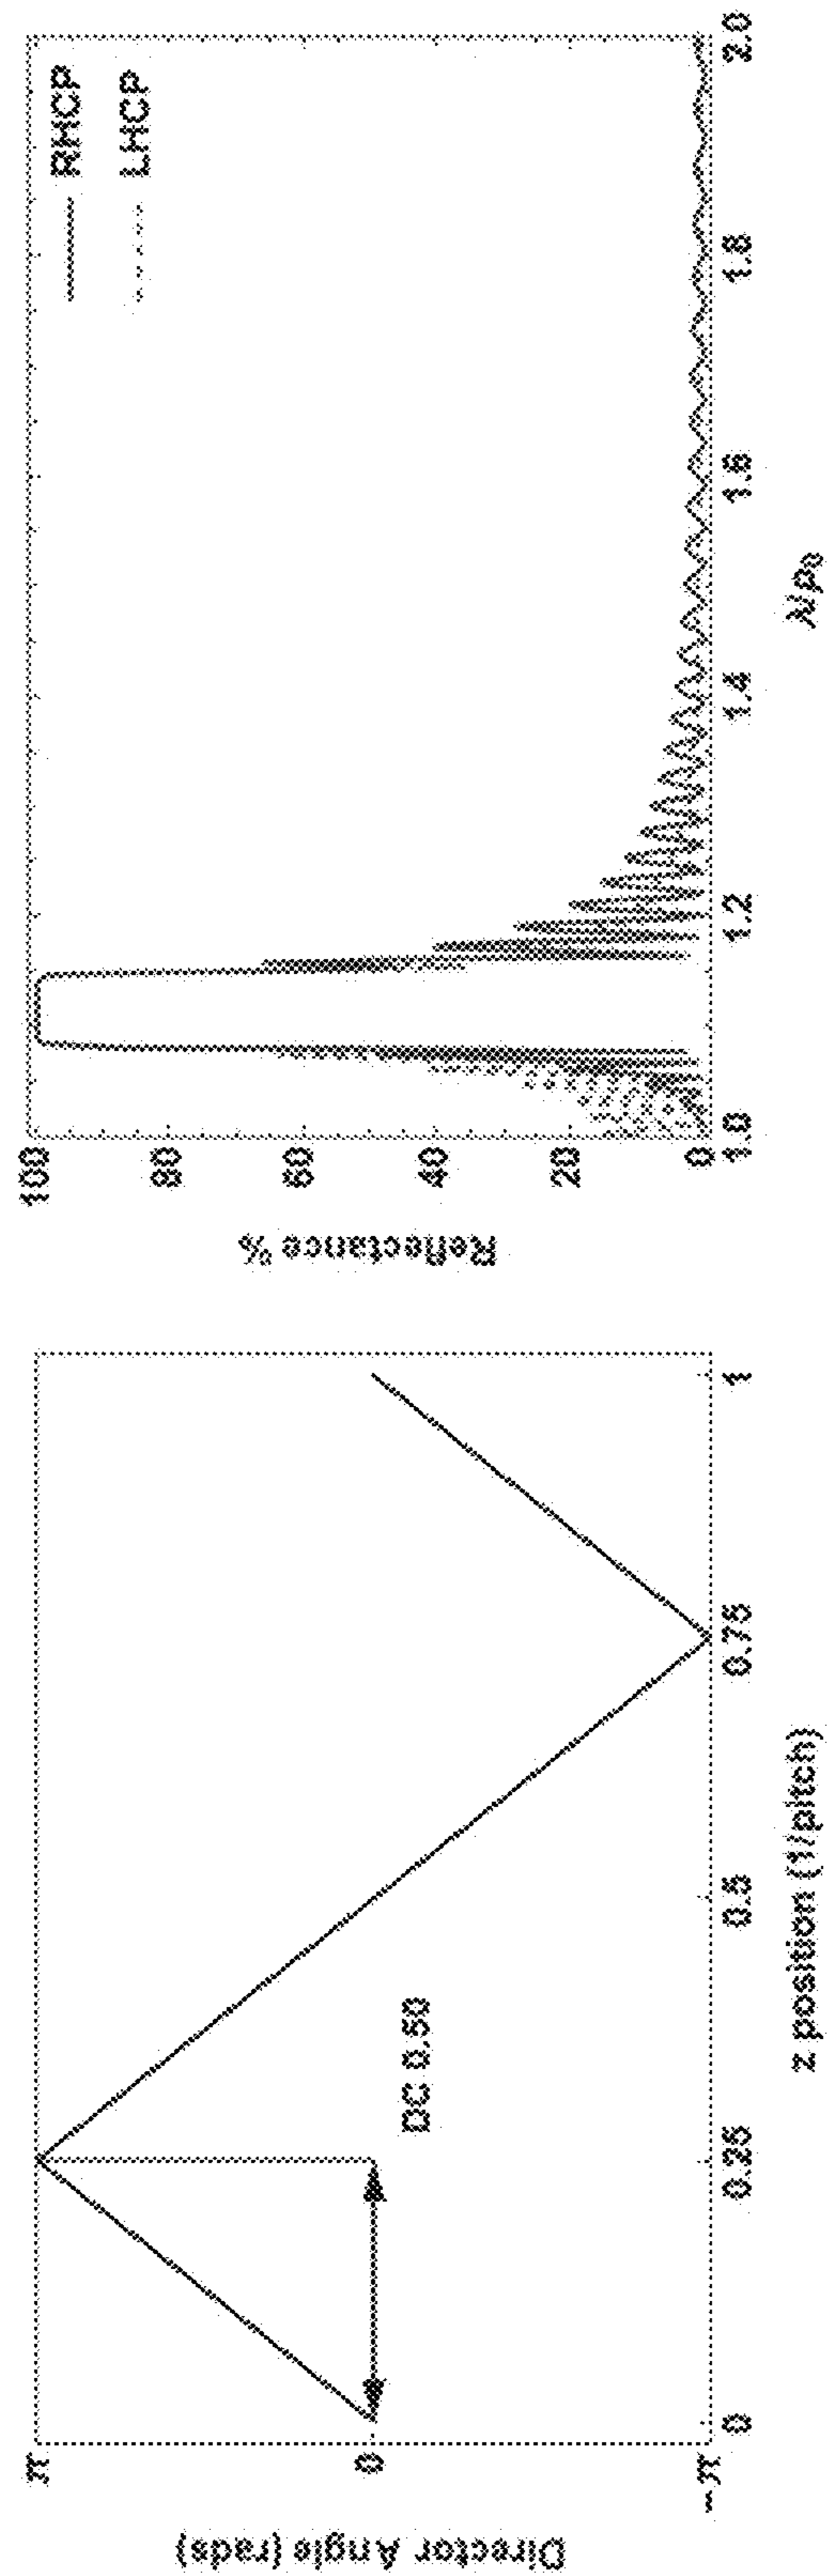 Director Angle (rads)
π
0
-π
DC 0.50
0
0.25
0.5
0.75
1
z position (1/pitch)
Reflectance %
100
80
60
40
20
0
RHCP
LHCP
1.0
1.2
1.4
1.6
1.8
2.0
λ/p₀